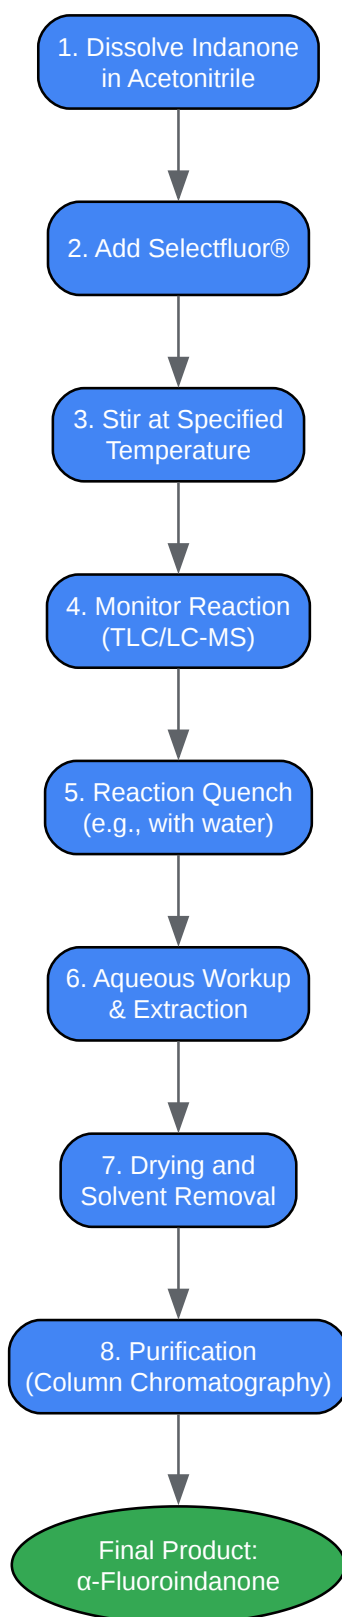 1. Dissolve Indanone
in Acetonitrile
2. Add Selectfluor®
3. Stir at Specified
Temperature
4. Monitor Reaction
(TLC/LC-MS)
5. Reaction Quench
(e.g., with water)
6. Aqueous Workup
& Extraction
7. Drying and
Solvent Removal
8. Purification
(Column Chromatography)
Final Product:
α-Fluoroindanone